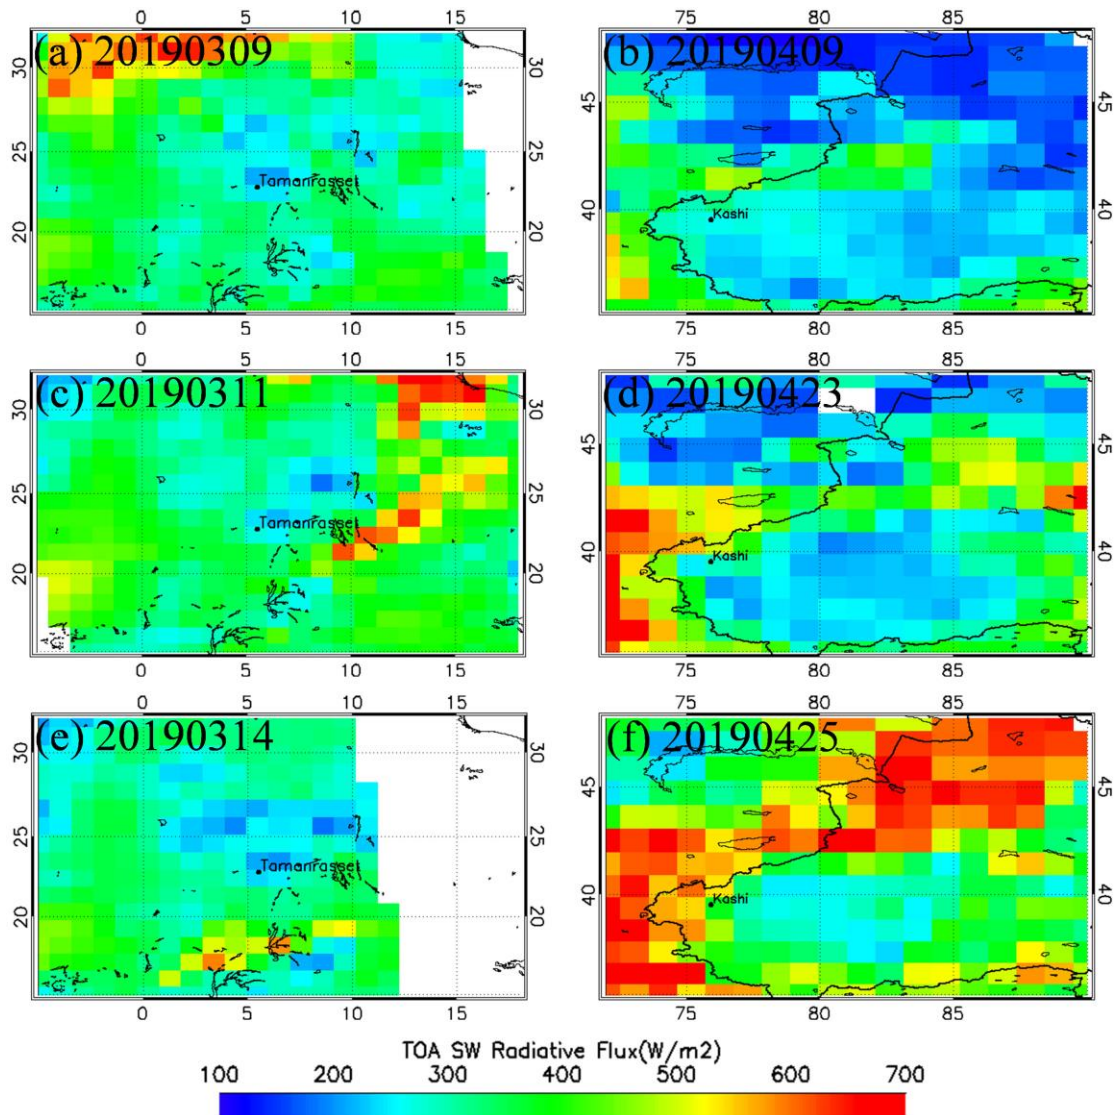 0 5 10 15
75 80 85
(a) 20190309
(b) 20190409
30 25 20
30 25 20
45 40
45 40
Tamanrasset
Kashi
0 5 10 15
75 80 85
0 5 10 15
75 80 85
(c) 20190311
(d) 20190423
30 25 20
30 25 20
45 40
45 40
Tamanrasset
Kashi
0 5 10 15
75 80 85
0 5 10 15
75 80 85
(e) 20190314
(f) 20190425
30 25 20
30 25 20
45 40
45 40
Tamanrasset
Kashi
0 5 10 15
75 80 85
TOA SW Radiative Flux(W/m2)
100 200 300 400 500 600 700